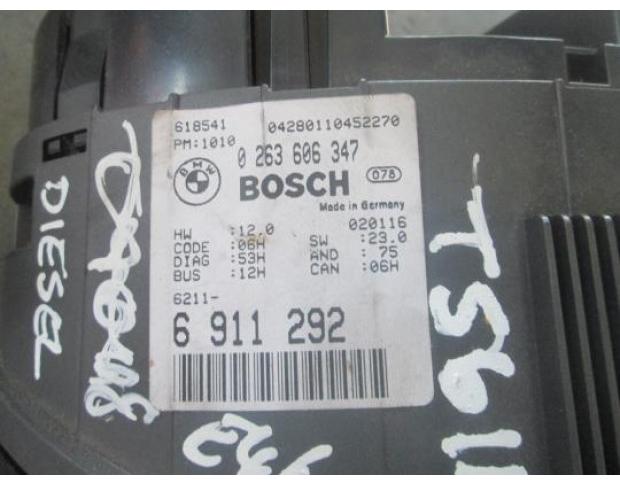 618541 04280110452270
PM:1010 0 263 606 347
BMW
BOSCH 078
Made in Germany
020116
HW :12.0 SW :23.0
CODE :06H AND : 75
DIAG :53H CAN :06H
BUS :12H
6211-
6 911 292
DIESEL